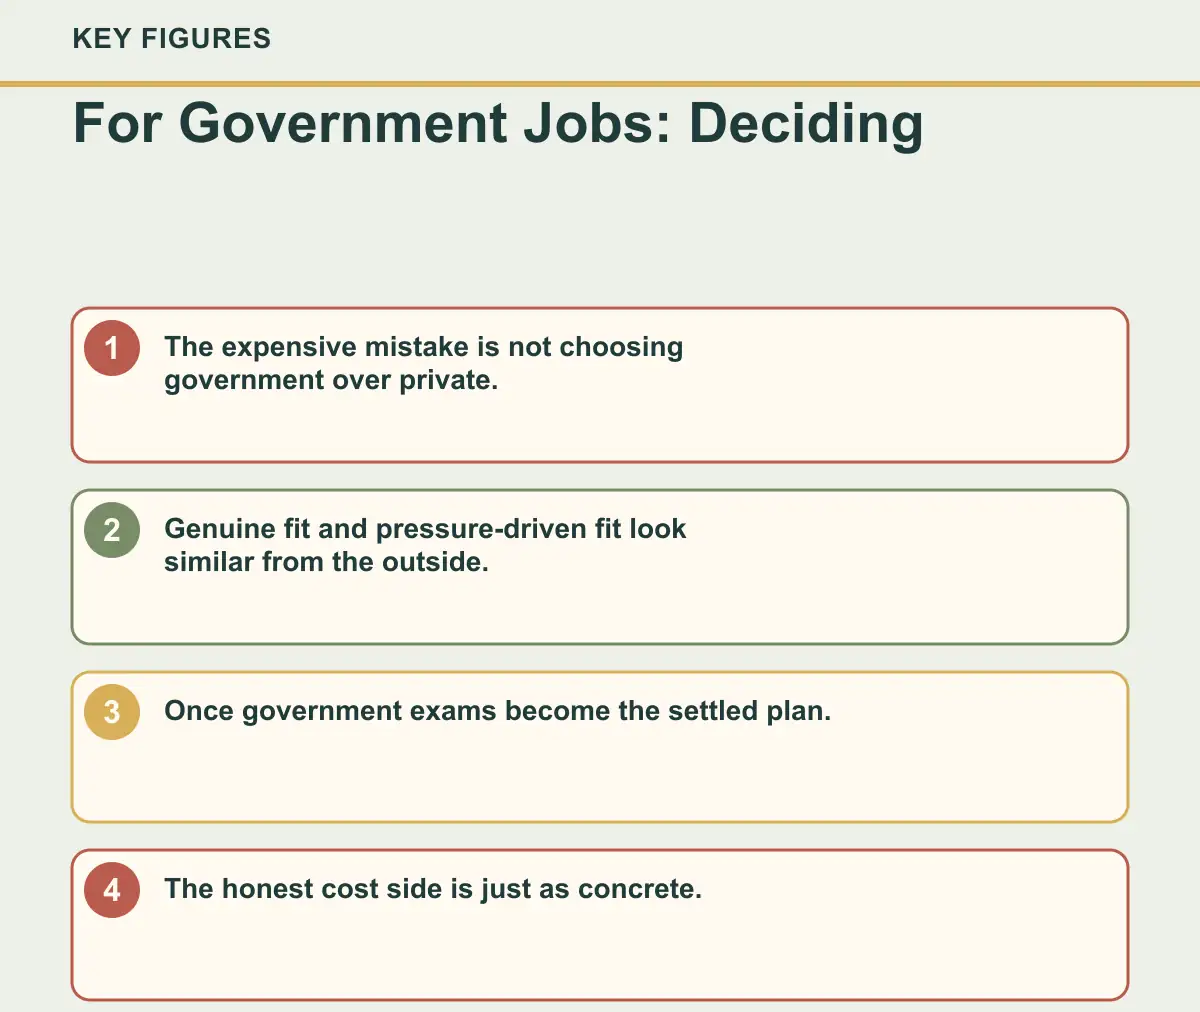 KEY FIGURES
For Government Jobs: Deciding
1
The expensive mistake is not choosing
government over private.
2
Genuine fit and pressure-driven fit look
similar from the outside.
3
Once government exams become the settled plan.
4
The honest cost side is just as concrete.